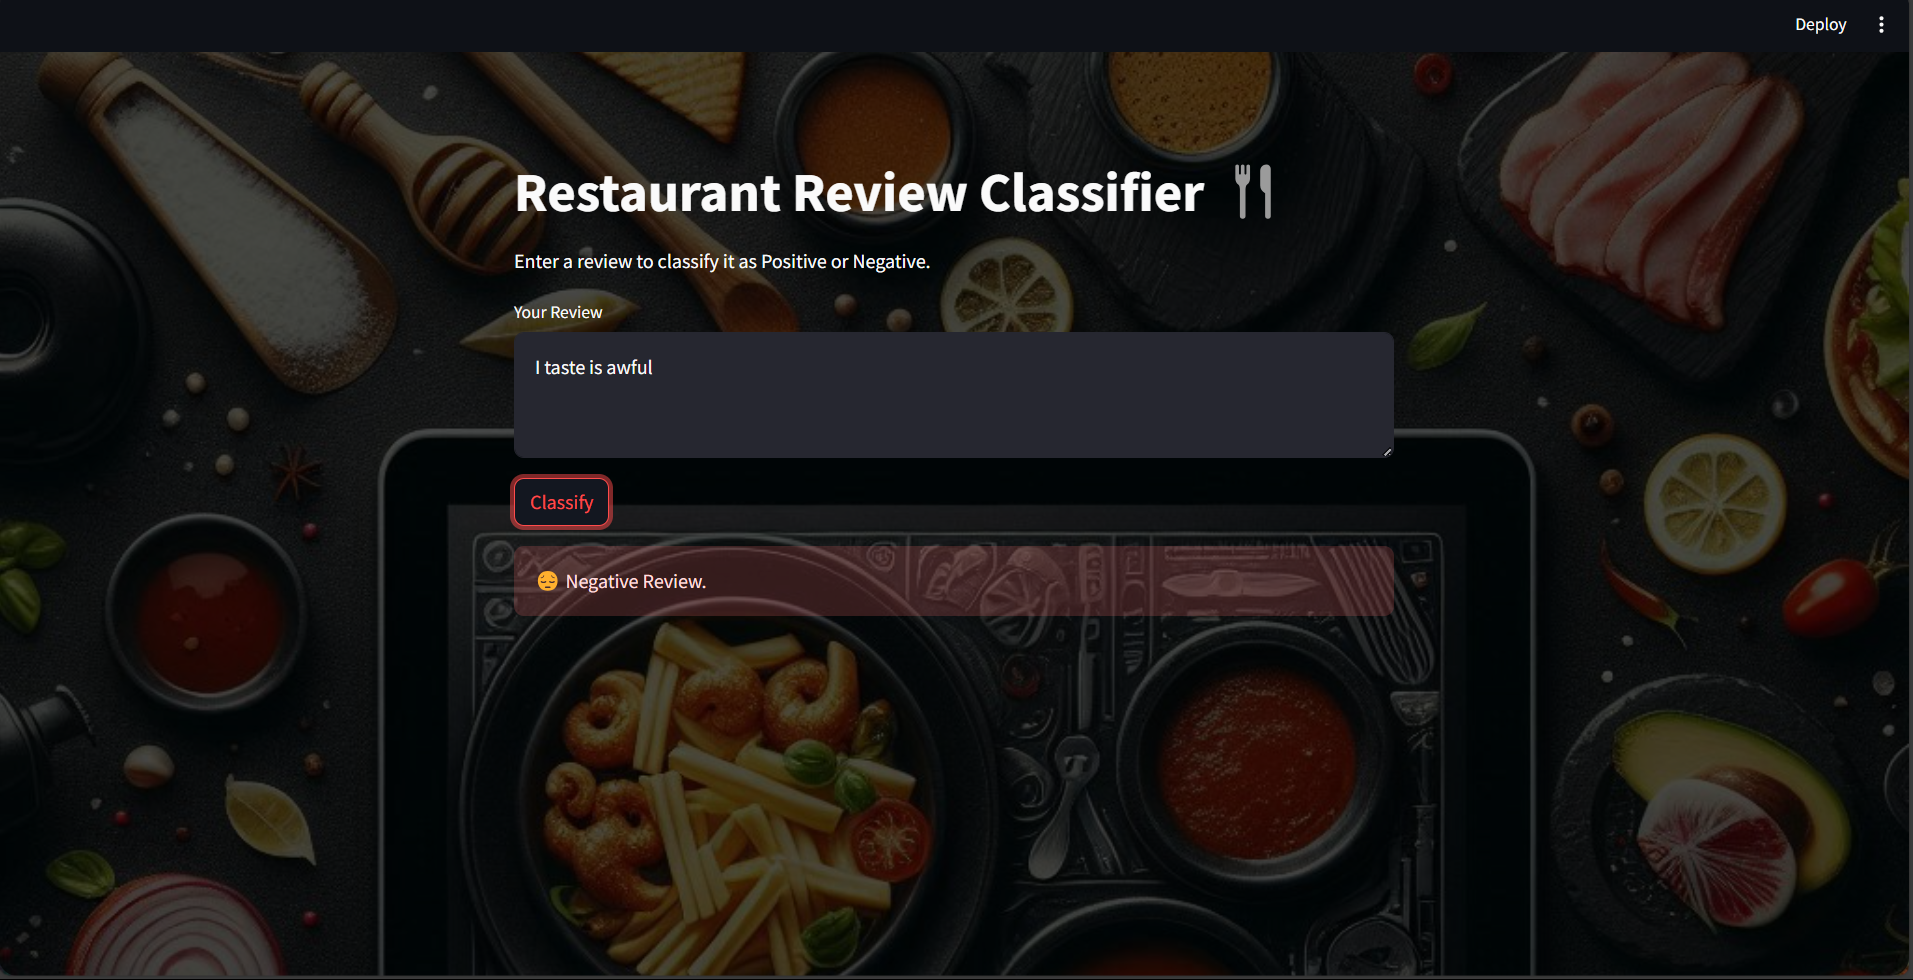 Deploy
Restaurant Review Classifier
Enter a review to classify it as Positive or Negative.
Your Review
I taste is awful
Classify
😔 Negative Review.